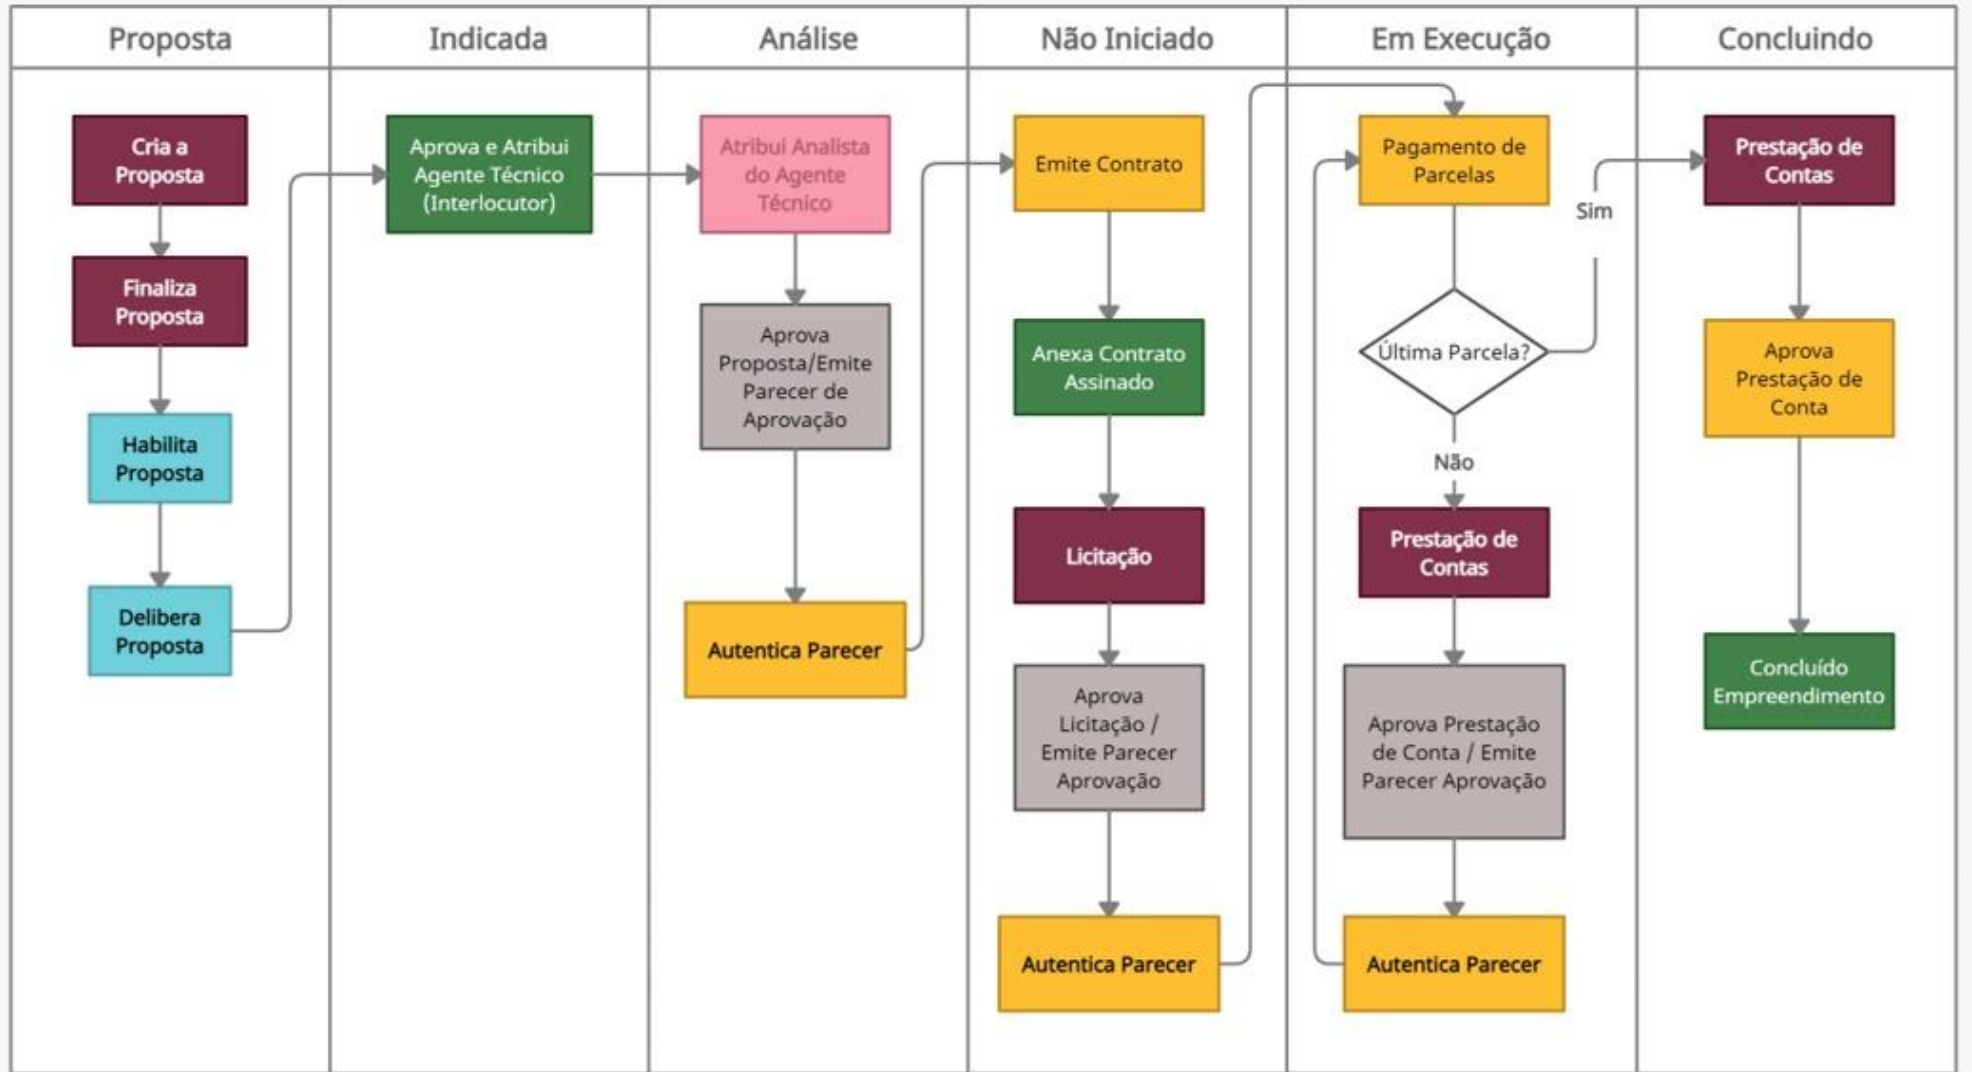 Proposta
Indicada
Análise
Não Iniciado
Em Execução
Concluindo
Cria a
Proposta
Finaliza
Proposta
Habilita
Proposta
Delibera
Proposta
Aprova e Atribui
Agente Técnico
(Interlocutor)
Atribui Analista
do Agente
Técnico
Aprova
Proposta/Emite
Parecer de
Aprovação
Autentica Parecer
Emite Contrato
Anexa Contrato
Assinado
Licitação
Aprova
Licitação /
Emite Parecer
Aprovação
Autentica Parecer
Pagamento de
Parcelas
Última Parcela?
Sim
Não
Prestação de
Contas
Aprova Prestação
de Conta / Emite
Parecer Aprovação
Autentica Parecer
Prestação de
Contas
Aprova
Prestação de
Conta
Concluído
Empreendimento